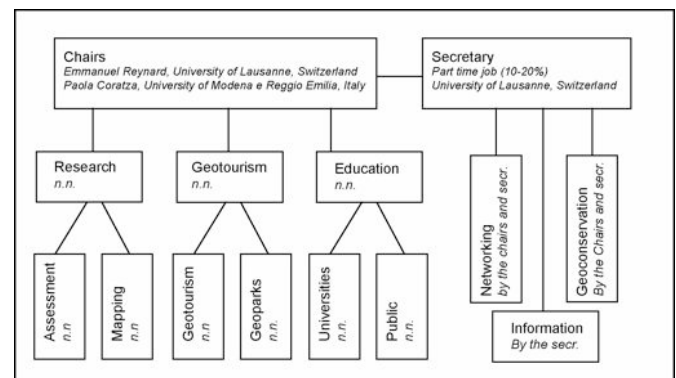 Chairs
Emmanuel Reynard, University of Lausanne, Switzerland
Paola Coratza, University of Modena e Reggio Emilia, Italy
Secretary
Part time job (10-20%)
University of Lausanne, Switzerland
Research
n.n.
Geotourism
n.n.
Education
n.n.
Assessment
n.n
Mapping
n.n
Geotourism
n.n
Geoparks
n.n
Universities
n.n
Public
n.n
Networking
by the chairs and secr.
Geoconservation
By the Chairs and secr.
Information
By the secr.